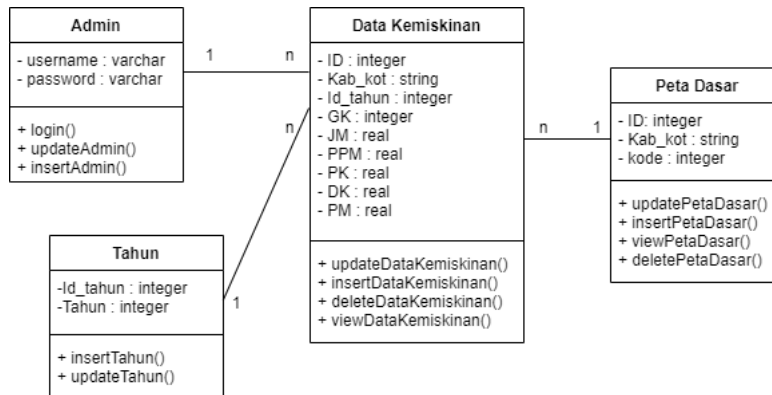 Admin
- username : varchar
- password : varchar
+ login()
+ updateAdmin()
+ insertAdmin()
1
n
Data Kemiskinan
- ID : integer
- Kab_kot : string
- Id_tahun : integer
- GK : integer
- JM : real
- PPM : real
- PK : real
- DK : real
- PM : real
+ updateDataKemiskinan()
+ insertDataKemiskinan()
+ deleteDataKemiskinan()
+ viewDataKemiskinan()
n
1
Peta Dasar
- ID: integer
- Kab_kot : string
- kode : integer
+ updatePetaDasar()
+ insertPetaDasar()
+ viewPetaDasar()
+ deletePetaDasar()
n
1
Tahun
-Id_tahun : integer
-Tahun : integer
+ insertTahun()
+ updateTahun()